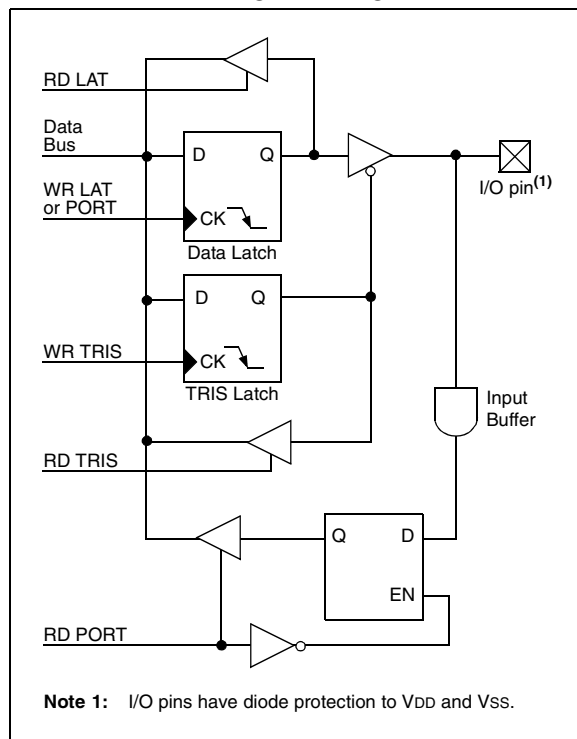 RD LAT
Data
Bus
D Q
WR LAT
or PORT
CK
Data Latch
I/O pin(1)
D Q
WR TRIS
CK
TRIS Latch
Input
Buffer
RD TRIS
Q D
EN
RD PORT
Note 1: I/O pins have diode protection to VDD and VSS.